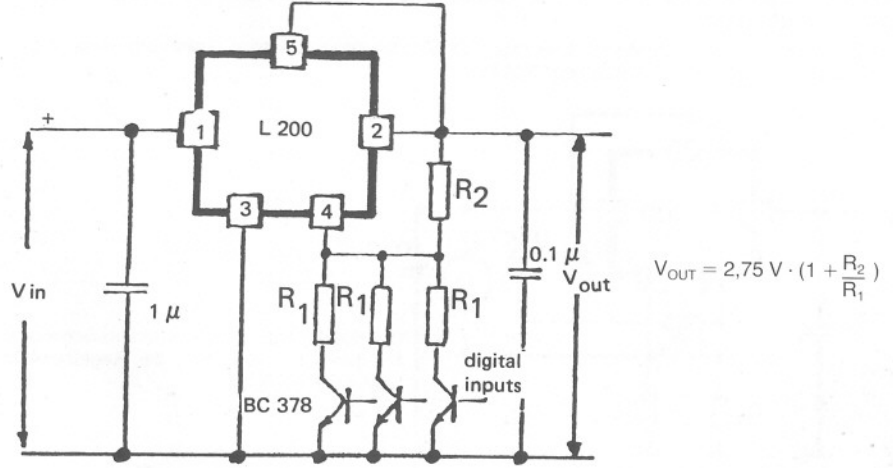 5
+
1
L 200
2
3
4
R2
R1
R1
R1
0.1 µ
Vin
1 µ
Vout
VOUT = 2,75 V · (1 + R2/R1)
digital
inputs
BC 378